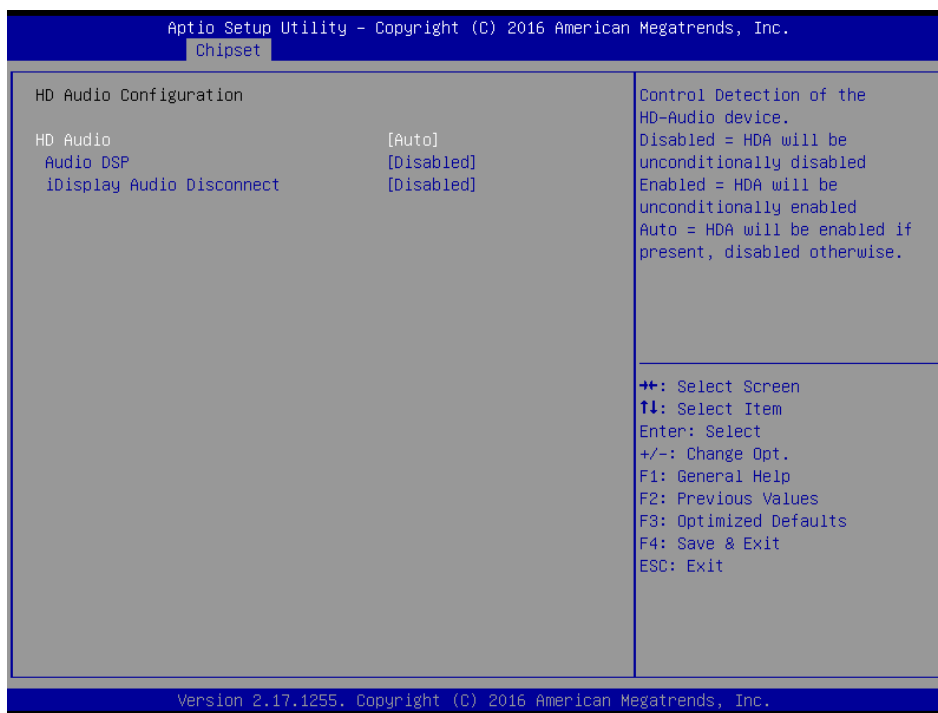 Aptio Setup Utility – Copyright (C) 2016 American Megatrends, Inc.
Chipset
HD Audio Configuration
HD Audio [Auto]
Audio DSP [Disabled]
iDisplay Audio Disconnect [Disabled]
Control Detection of the
HD-Audio device.
Disabled = HDA will be
unconditionally disabled
Enabled = HDA will be
unconditionally enabled
Auto = HDA will be enabled if
present, disabled otherwise.
→←: Select Screen
↑↓: Select Item
Enter: Select
+/-: Change Opt.
F1: General Help
F2: Previous Values
F3: Optimized Defaults
F4: Save & Exit
ESC: Exit
Version 2.17.1255. Copyright (C) 2016 American Megatrends, Inc.